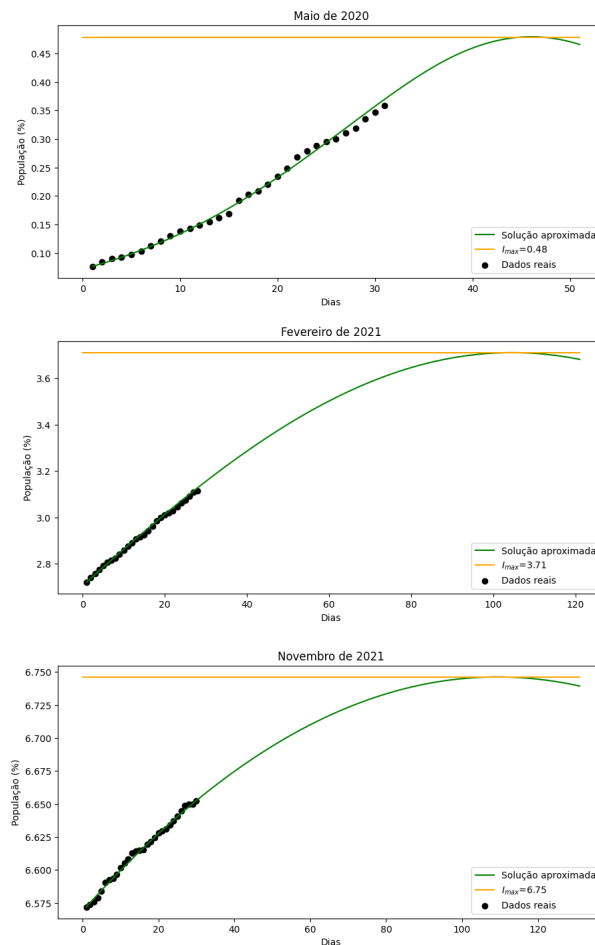 Maio de 2020
População (%)
0.45
0.40
0.35
0.30
0.25
0.20
0.15
0.10
Solução aproximada
I_max=0.48
Dados reais
0 10 20 30 40 50
Dias
Fevereiro de 2021
População (%)
3.6
3.4
3.2
3.0
2.8
Solução aproximada
I_max=3.71
Dados reais
0 20 40 60 80 100 120
Dias
Novembro de 2021
População (%)
6.750
6.725
6.700
6.675
6.650
6.625
6.600
6.575
Solução aproximada
I_max=6.75
Dados reais
0 20 40 60 80 100 120
Dias